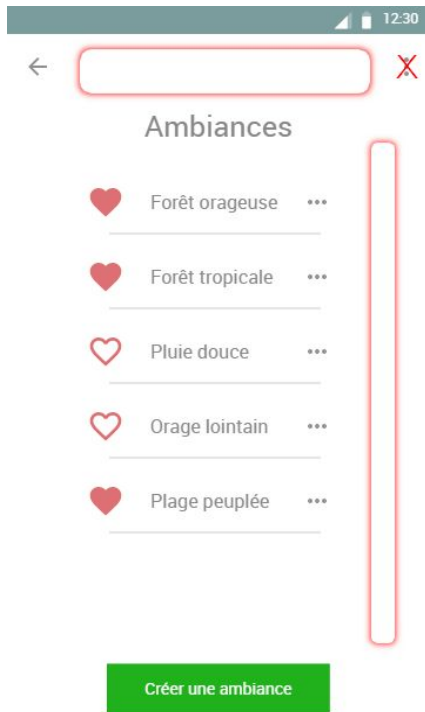 12:30
Ambiances
Forêt orageuse
Forêt tropicale
Pluie douce
Orage lointain
Plage peuplée
Créer une ambiance